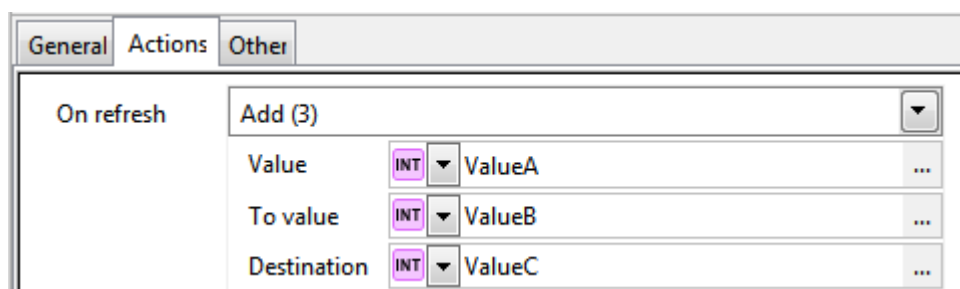 General Actions Other
On refresh Add (3)
Value INT ValueA ...
To value INT ValueB ...
Destination INT ValueC ...